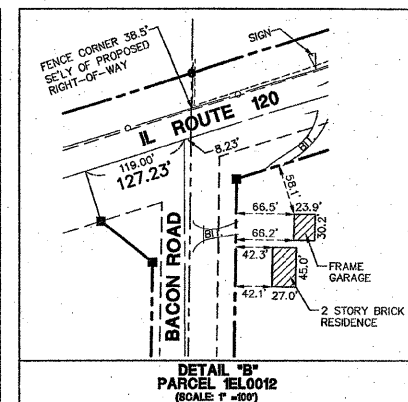 FENCE CORNER 38.5'
SE'LY OF PROPOSED
RIGHT-OF-WAY
SIGN
IL ROUTE 120
119.00'
127.23'
8.23'
BIT
58.1'
66.5'
23.9'
30.2'
66.2'
BIT
42.3'
45.0'
FRAME
GARAGE
42.1'
27.0'
2 STORY BRICK
RESIDENCE
BACON ROAD
DETAIL "B"
PARCEL 1EL0012
(SCALE: 1" =100')